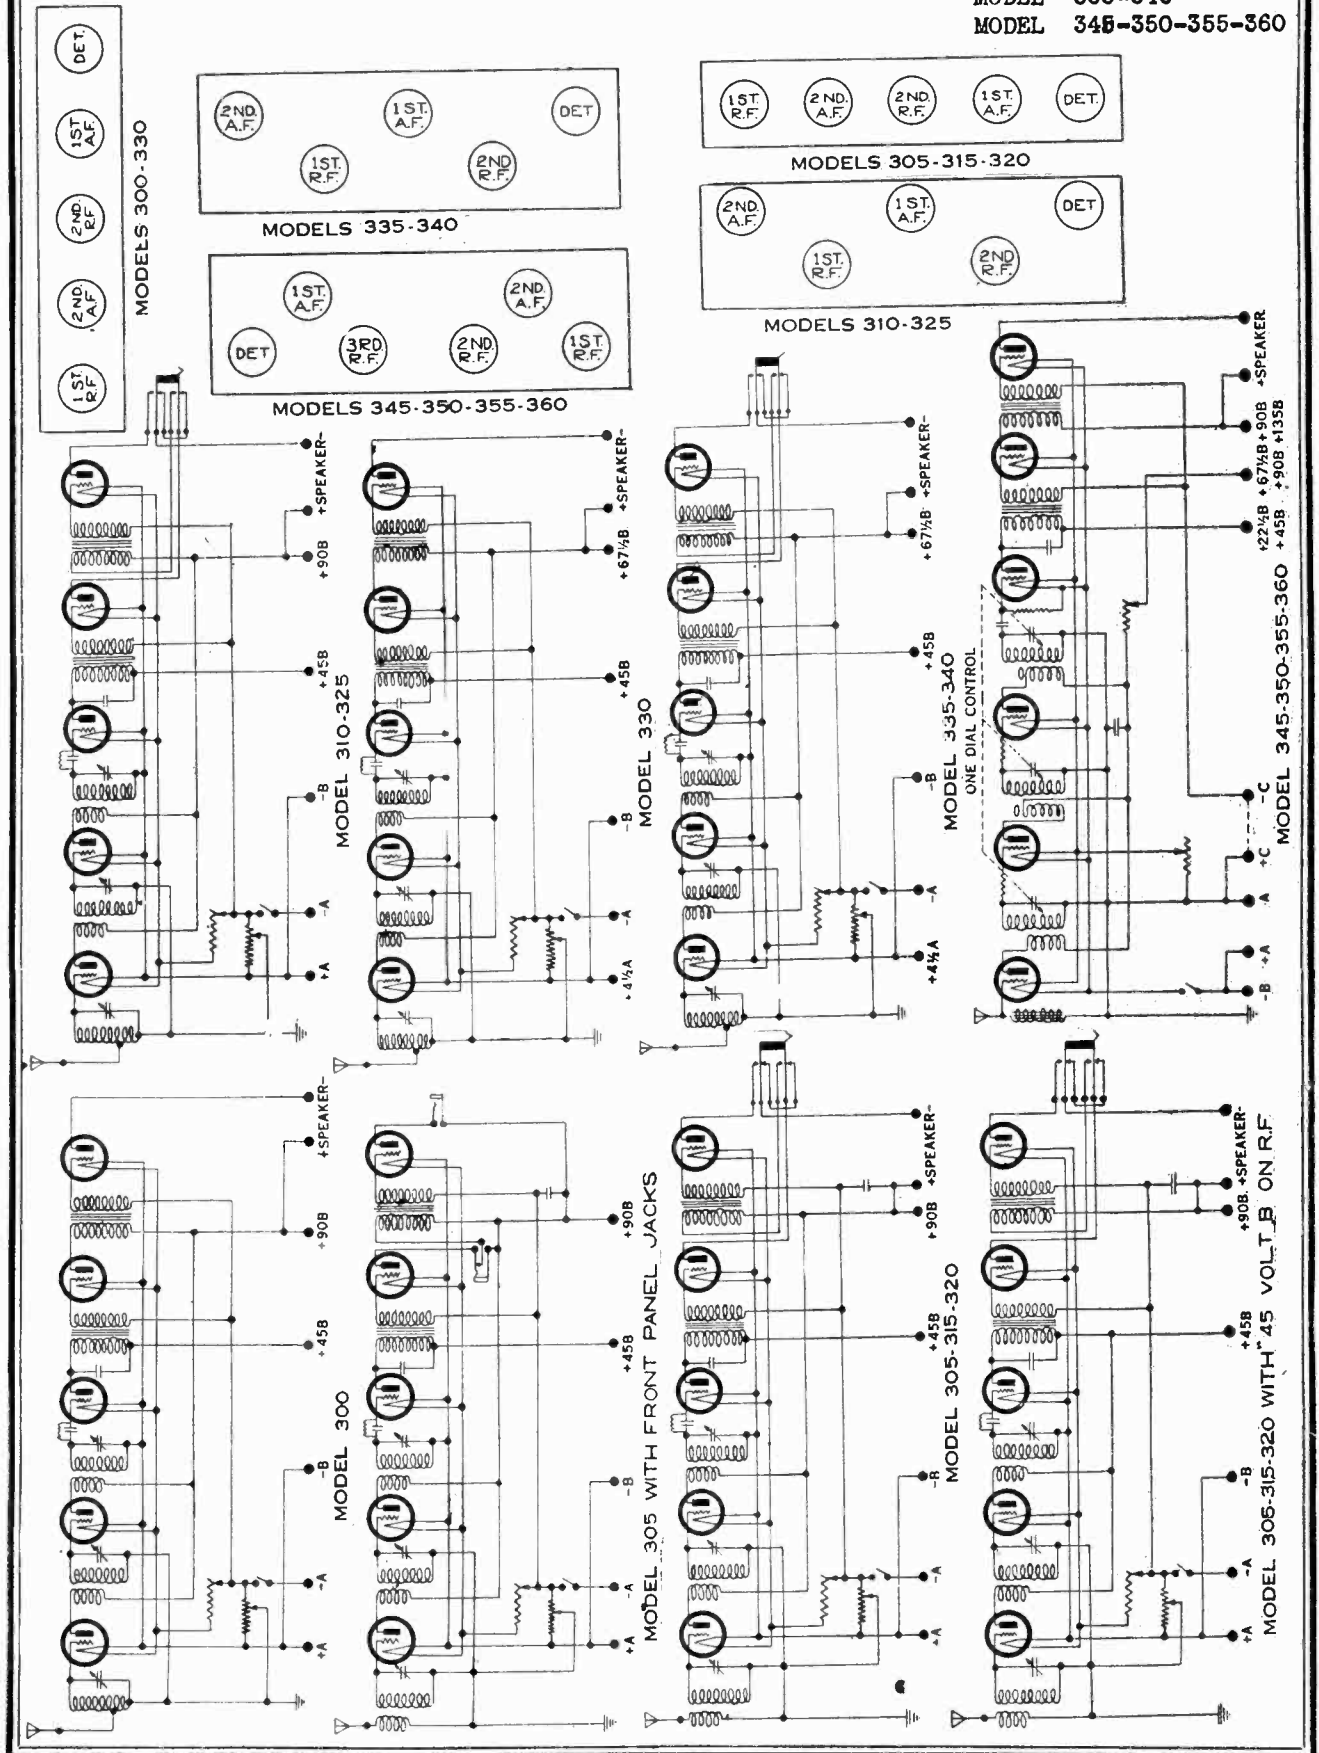 MODEL 345-350-355-360
DET.
1ST A.F.
2ND. R.F
2ND. A.F.
1ST R.F
MODELS 300-330
2ND A.F.
1ST A.F.
DET
1ST. R.F.
2ND R.F.
MODELS 335-340
1ST. R.F.
2ND. A.F.
2ND. R.F.
1ST. A.F.
DET.
MODELS 305-315-320
2ND. A.F.
1ST. A.F.
DET
1ST. R.F.
2ND R.F.
MODELS 310-325
1ST. A.F.
2ND. A.F.
DET
3RD R.F.
2ND. R.F.
1ST. R.F.
MODELS 345-350-355-360
+A
-A
-B
+45B
+90B
+SPEAKER-
MODEL 310-325
+4½A
-A
-B
+45B
+67½B
+SPEAKER-
MODEL 330
+4½A
-A
-B
+45B
+67½B
+SPEAKER-
MODEL 335-340
ONE DIAL CONTROL
-B
+A
-A
+C
-C
+22½B +67½B +90B
+45B +90B +135B
+SPEAKER
MODEL 345-350-355-360
+A
-A
-B
+45B
+90B
+SPEAKER-
MODEL 300
+A
-A
-B
+45B
+90B
MODEL 305 WITH FRONT PANEL JACKS
+A
-A
-B
+45B
+90B
+SPEAKER-
MODEL 305-315-320
+A
-A
-B
+45B
+90B.
+SPEAKER-
MODEL 305-315-320 WITH 45 VOLT B ON R.F